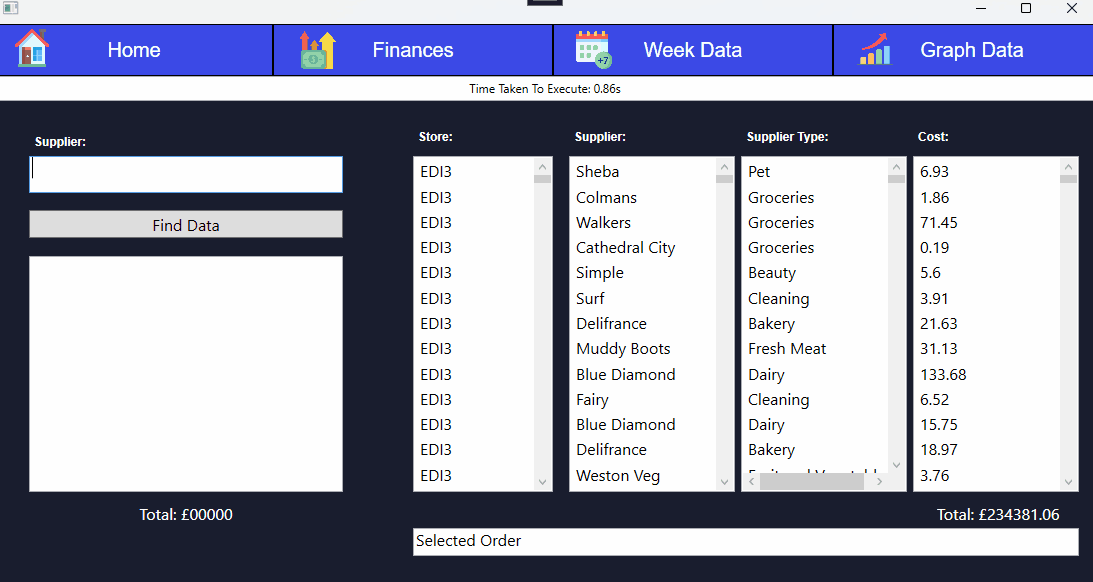 Home
Finances
+7
Week Data
Graph Data
Time Taken To Execute: 0.86s
Supplier:
Find Data
Total: £00000
Store: Supplier: Supplier Type: Cost:
EDI3 Sheba Pet 6.93
EDI3 Colmans Groceries 1.86
EDI3 Walkers Groceries 71.45
EDI3 Cathedral City Groceries 0.19
EDI3 Simple Beauty 5.6
EDI3 Surf Cleaning 3.91
EDI3 Delifrance Bakery 21.63
EDI3 Muddy Boots Fresh Meat 31.13
EDI3 Blue Diamond Dairy 133.68
EDI3 Fairy Cleaning 6.52
EDI3 Blue Diamond Dairy 15.75
EDI3 Delifrance Bakery 18.97
EDI3 Weston Veg 3.76
Total: £234381.06
Selected Order